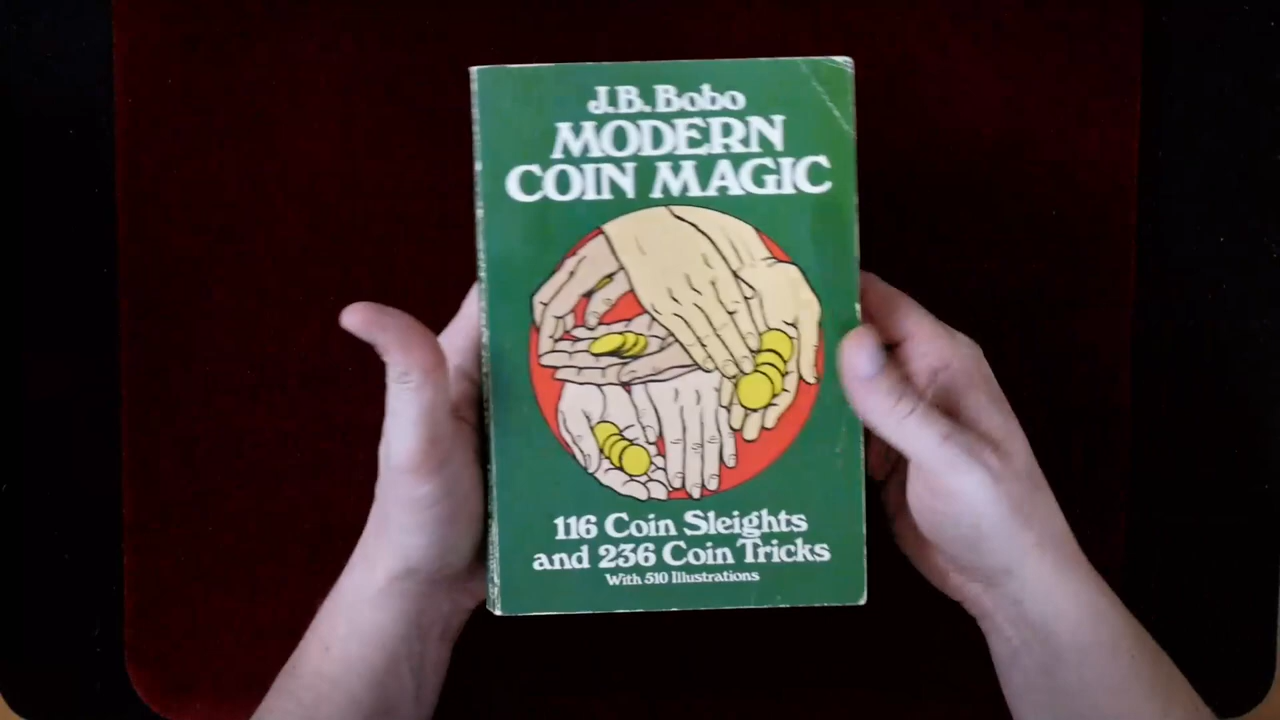 J.B. Bobo
MODERN
COIN MAGIC
116 Coin Sleights
and 236 Coin Tricks
With 510 Illustrations